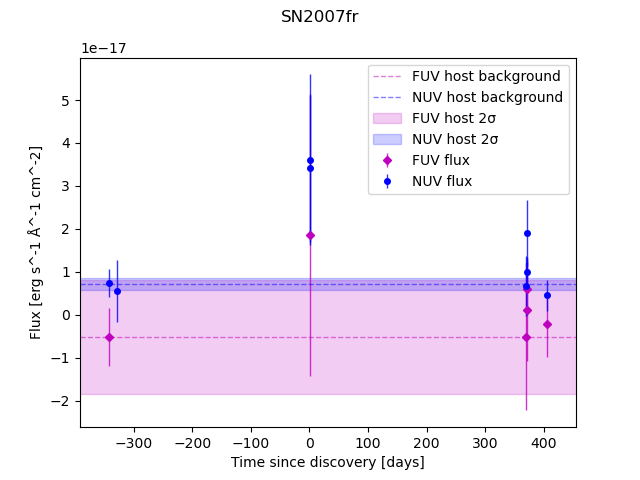 SN2007fr
1e−17
FUV host background
NUV host background
FUV host 2σ
NUV host 2σ
FUV flux
NUV flux
5
4
3
2
1
0
−1
−2
Flux [erg s^-1 Å^-1 cm^-2]
−300 −200 −100 0 100 200 300 400
Time since discovery [days]